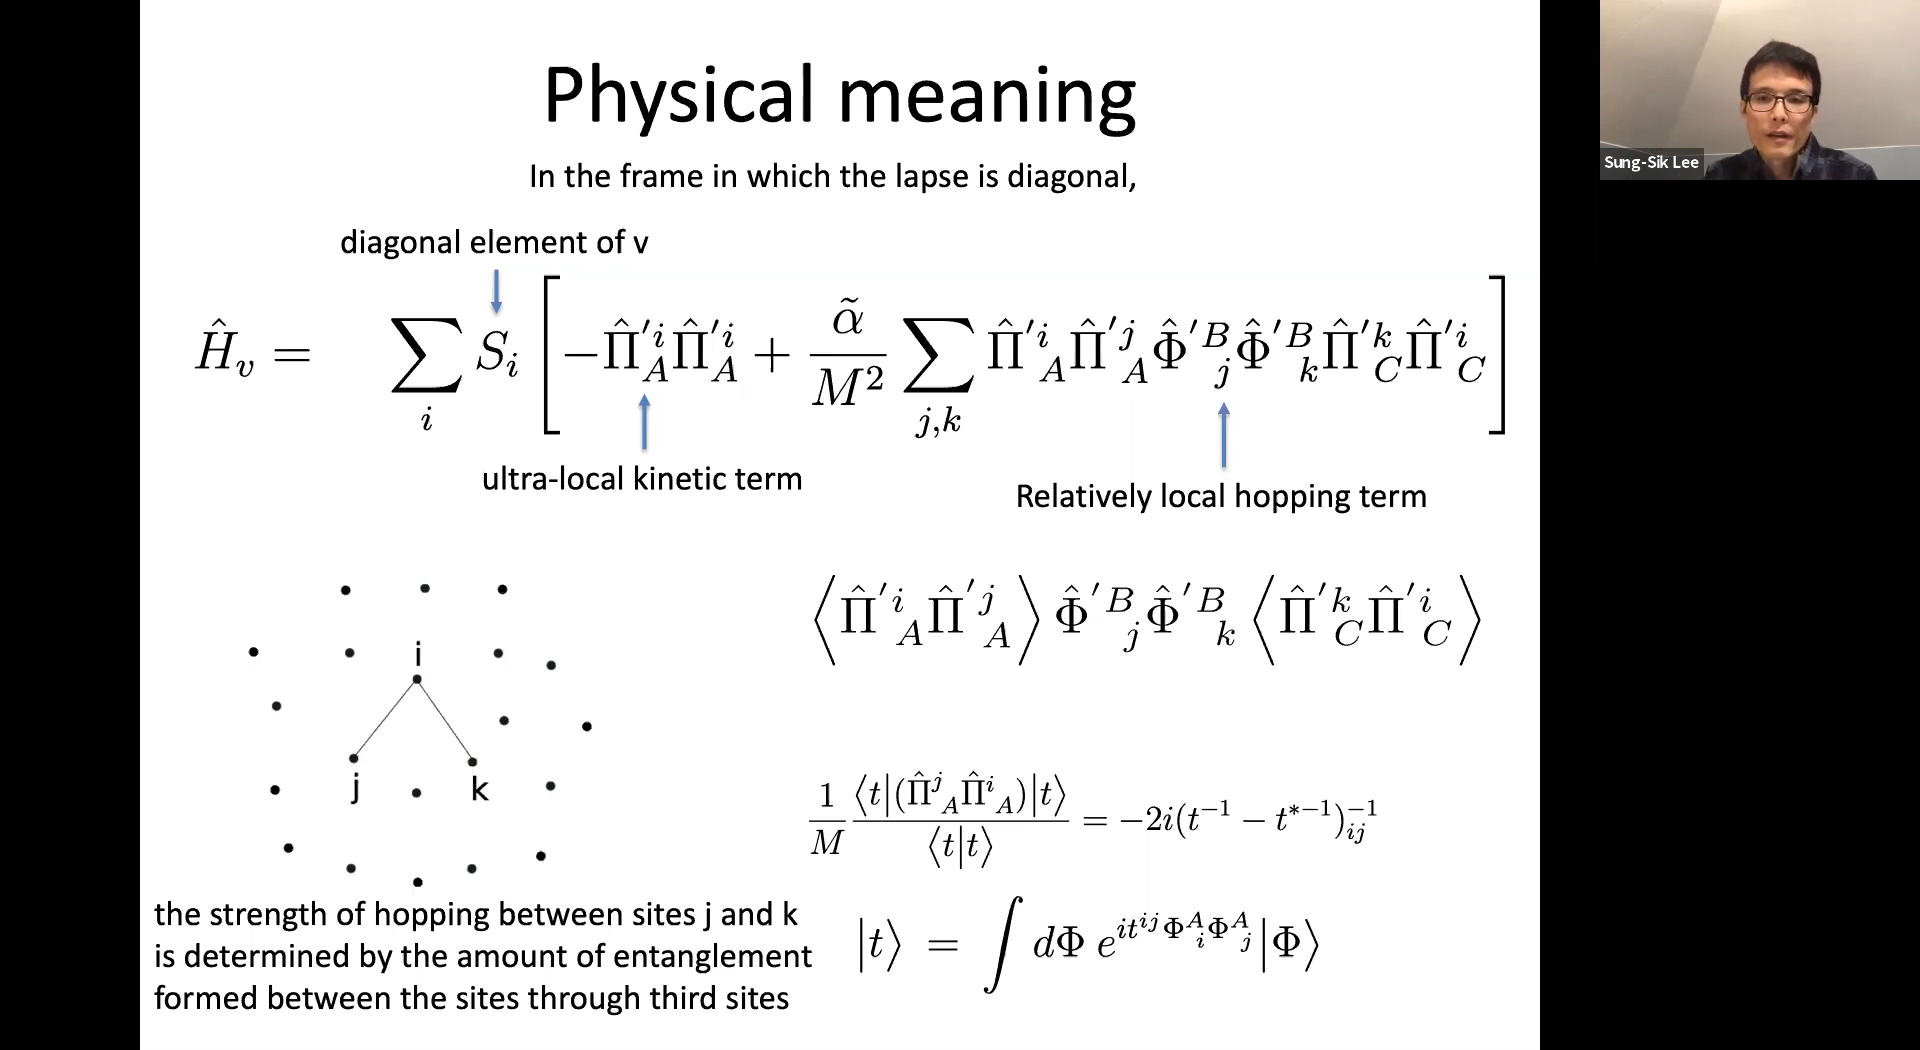 Physical meaning
Sung-Sik Lee
In the frame in which the lapse is diagonal,
diagonal element of v
Ĥ_v = ∑_i S_i [ −Π̂′^i_A Π̂′^i_A + α̃/M² ∑_{j,k} Π̂′^i_A Π̂′^j_A Φ̂′^B_j Φ̂′^B_k Π̂′^k_C Π̂′^i_C ]
ultra-local kinetic term
Relatively local hopping term
⟨Π̂′^i_A Π̂′^j_A⟩ Φ̂′^B_j Φ̂′^B_k ⟨Π̂′^k_C Π̂′^i_C⟩
i
j
k
1/M ⟨t|(Π̂^j_A Π̂^i_A)|t⟩/⟨t|t⟩ = −2i(t^{−1} − t^{*−1})^{−1}_{ij}
the strength of hopping between sites j and k
is determined by the amount of entanglement
formed between the sites through third sites
|t⟩ = ∫ dΦ e^{it^{ij}Φ^A_iΦ^A_j}|Φ⟩